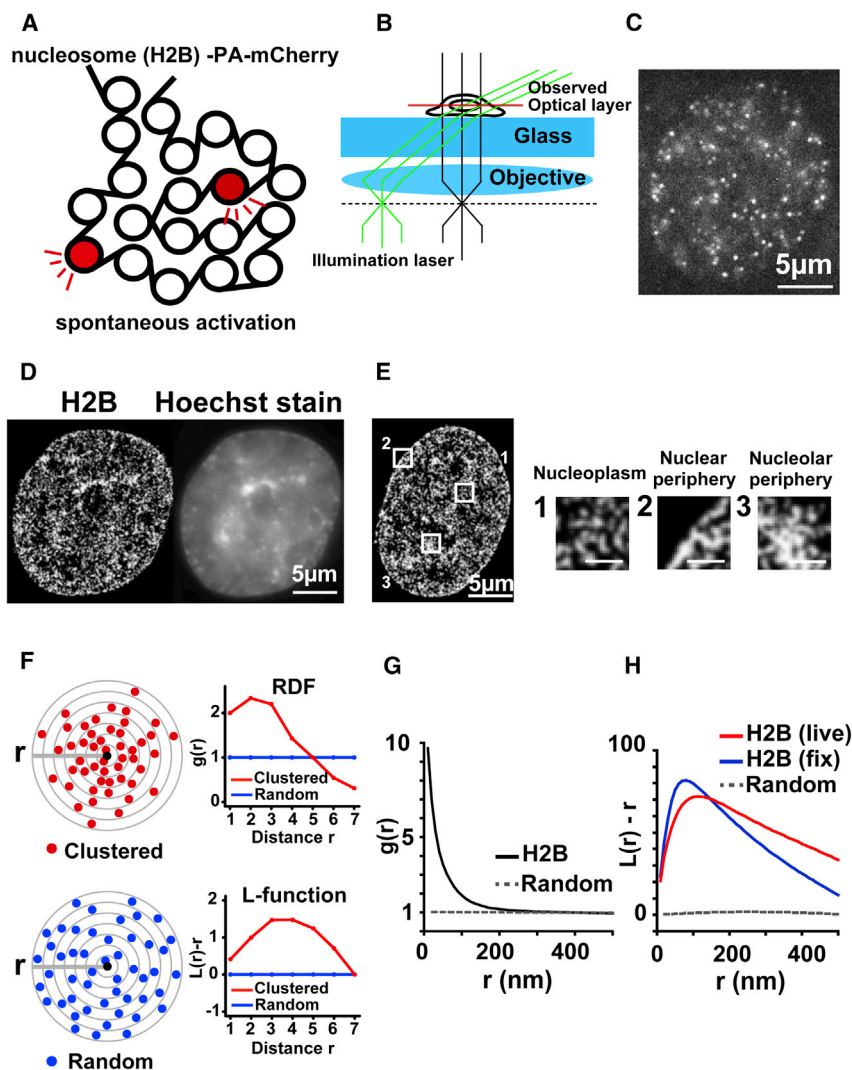 A
nucleosome (H2B) -PA-mCherry
spontaneous activation
B
Observed
Optical layer
Glass
Objective
Illumination laser
C
5µm
D
H2B
Hoechst stain
5µm
E
2
1
3
5µm
Nucleoplasm
1
Nuclear
periphery
2
Nucleolar
periphery
3
F
r
Clustered
RDF
g(r)
2
1
0
Clustered
Random
1 2 3 4 5 6 7
Distance r
r
Random
L-function
L(r)-r
2
1
0
-1
Clustered
Random
1 2 3 4 5 6 7
Distance r
G
g(r)
10
5
1
H2B
Random
0 200 400
r (nm)
H
H2B (live)
H2B (fix)
Random
L(r) - r
100
0
0 200 400
r (nm)